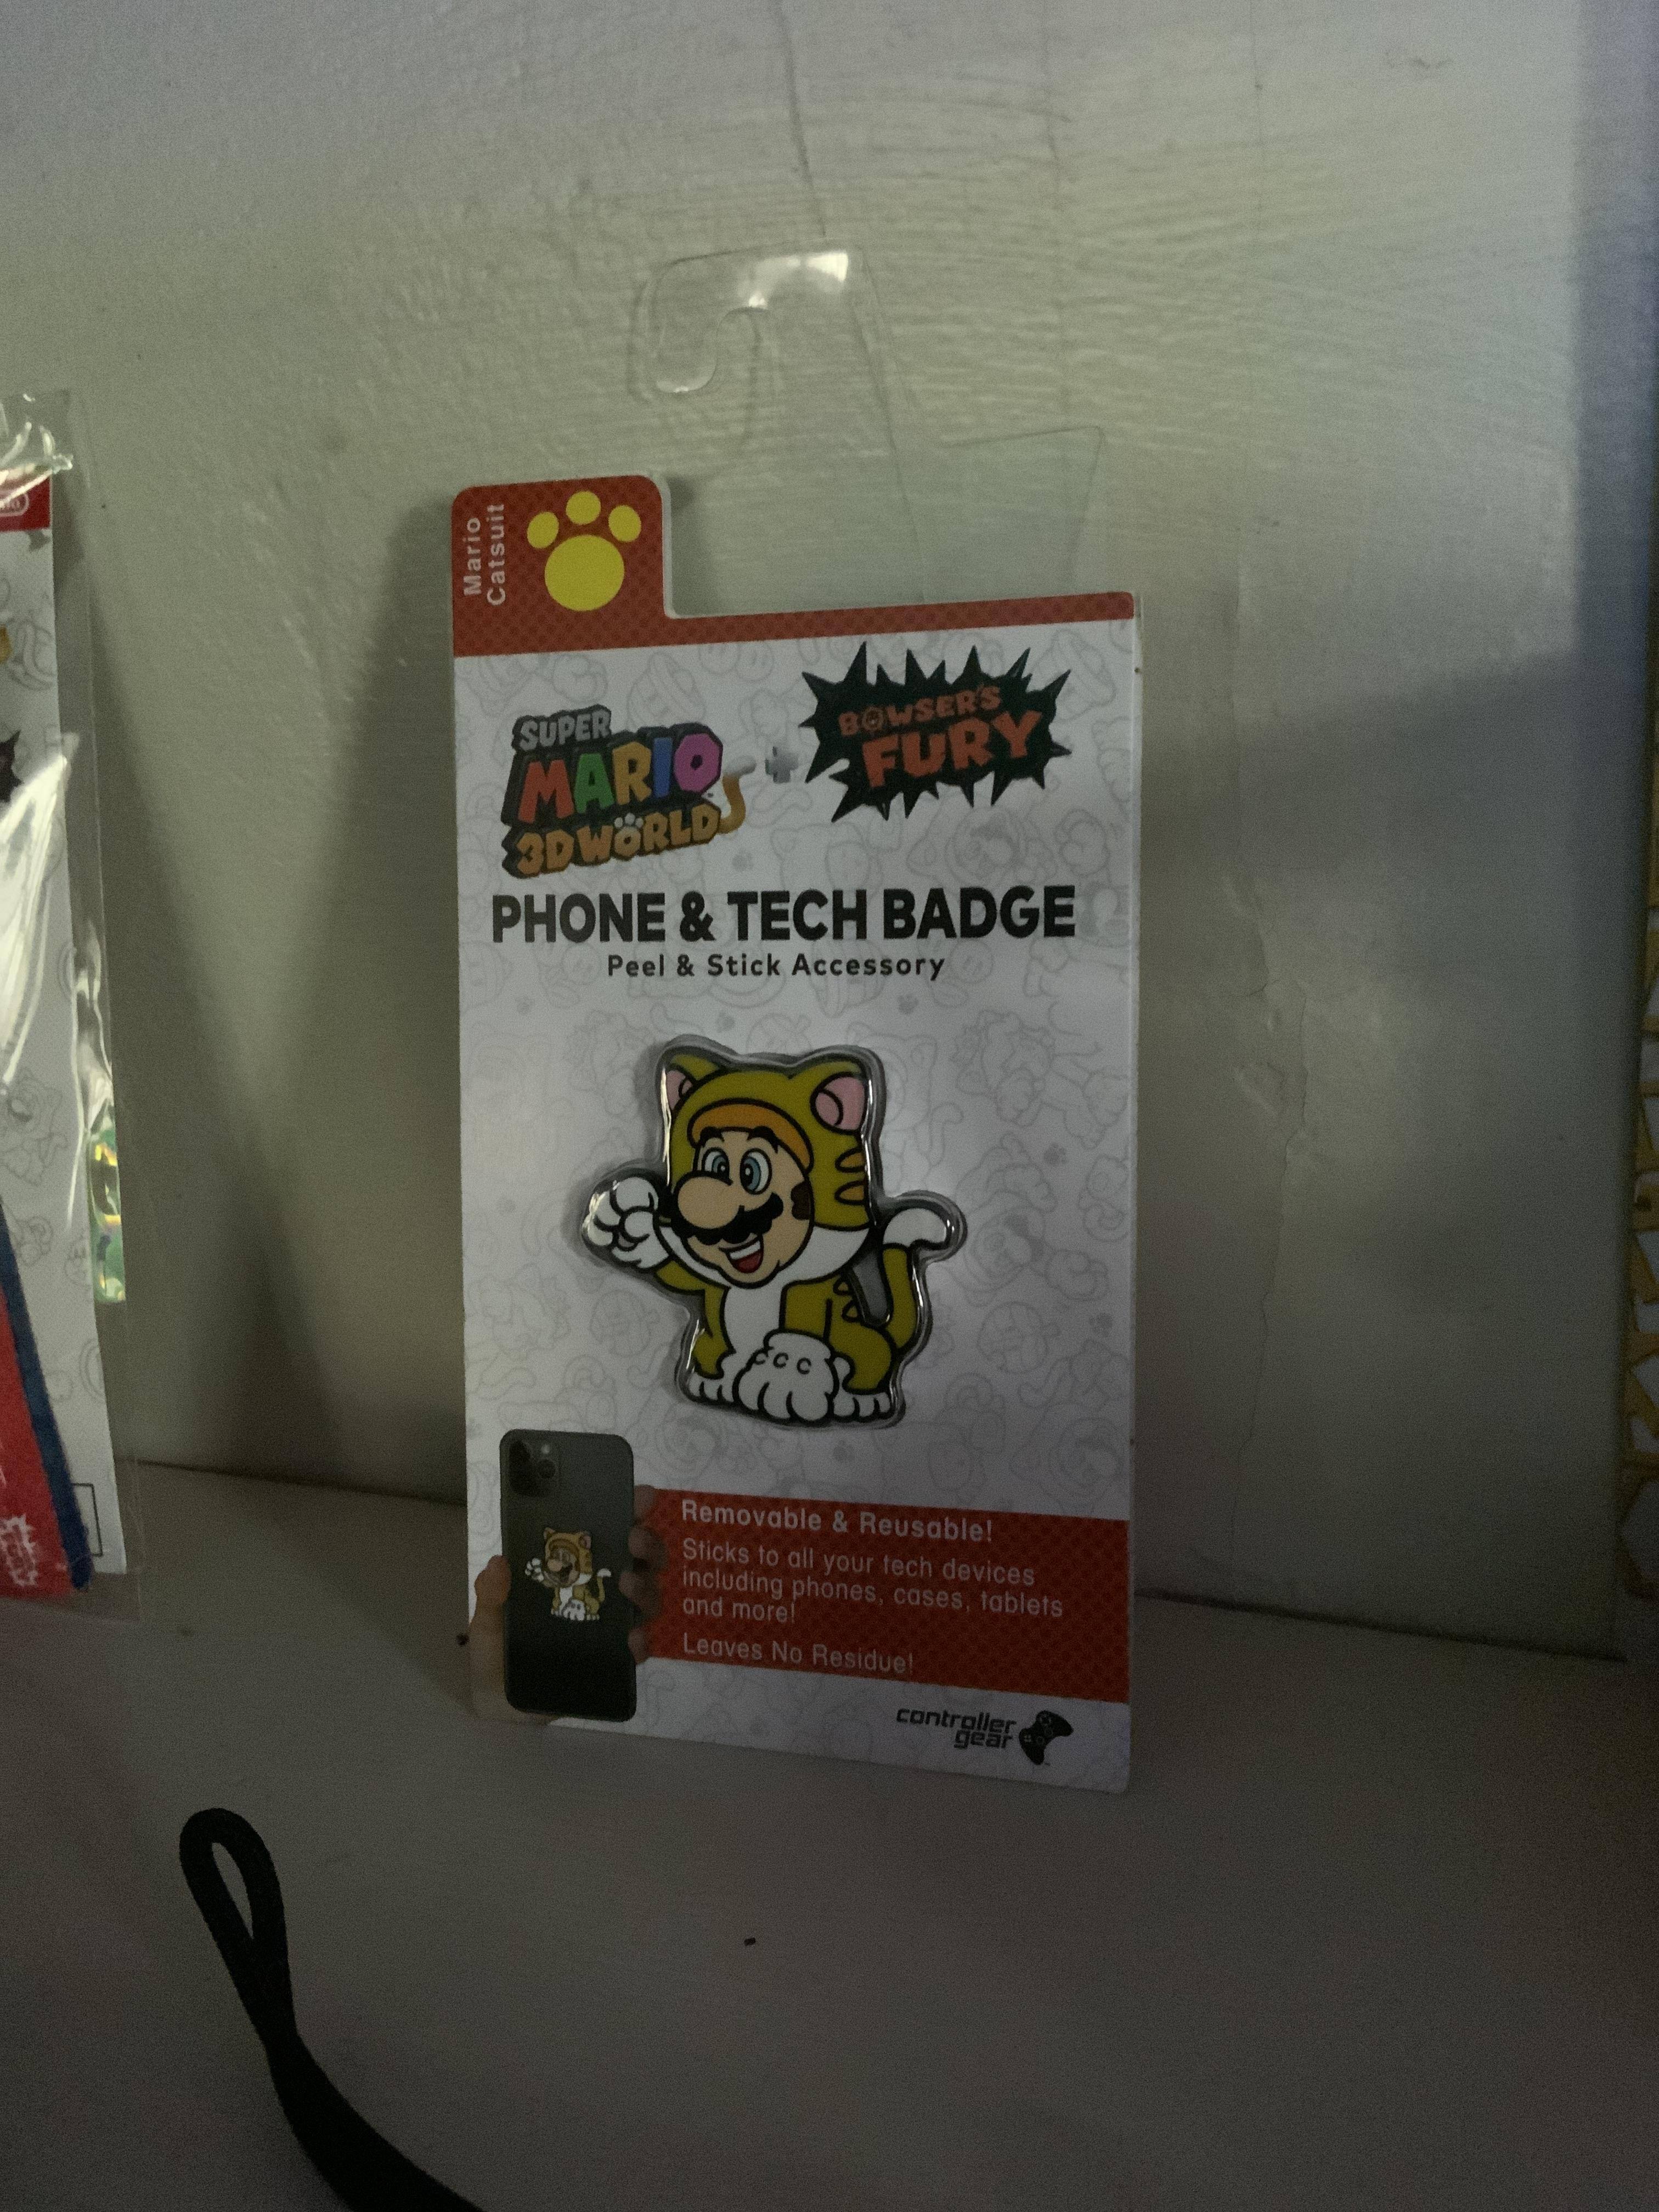 Mario
Catsuit
SUPER
MARIO
3D WORLD
+
BOWSER'S
FURY
PHONE & TECH BADGE
Peel & Stick Accessory
Removable & Reusable!
Sticks to all your tech devices
including phones, cases, tablets
and more!
Leaves No Residue!
controller
gear